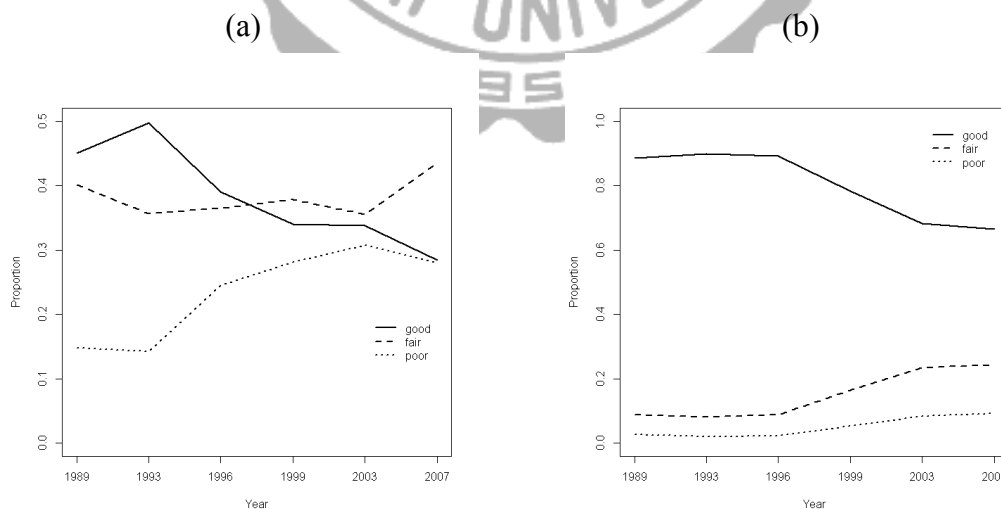 (a)
(b)
UNIVE
0.5
0.4
0.3
0.2
0.1
0.0
Proportion
good
fair
poor
1989 1993 1996 1999 2003 2007
Year
1.0
0.8
0.6
0.4
0.2
0.0
Proportion
good
fair
poor
1989 1993 1996 1999 2003 200
Year